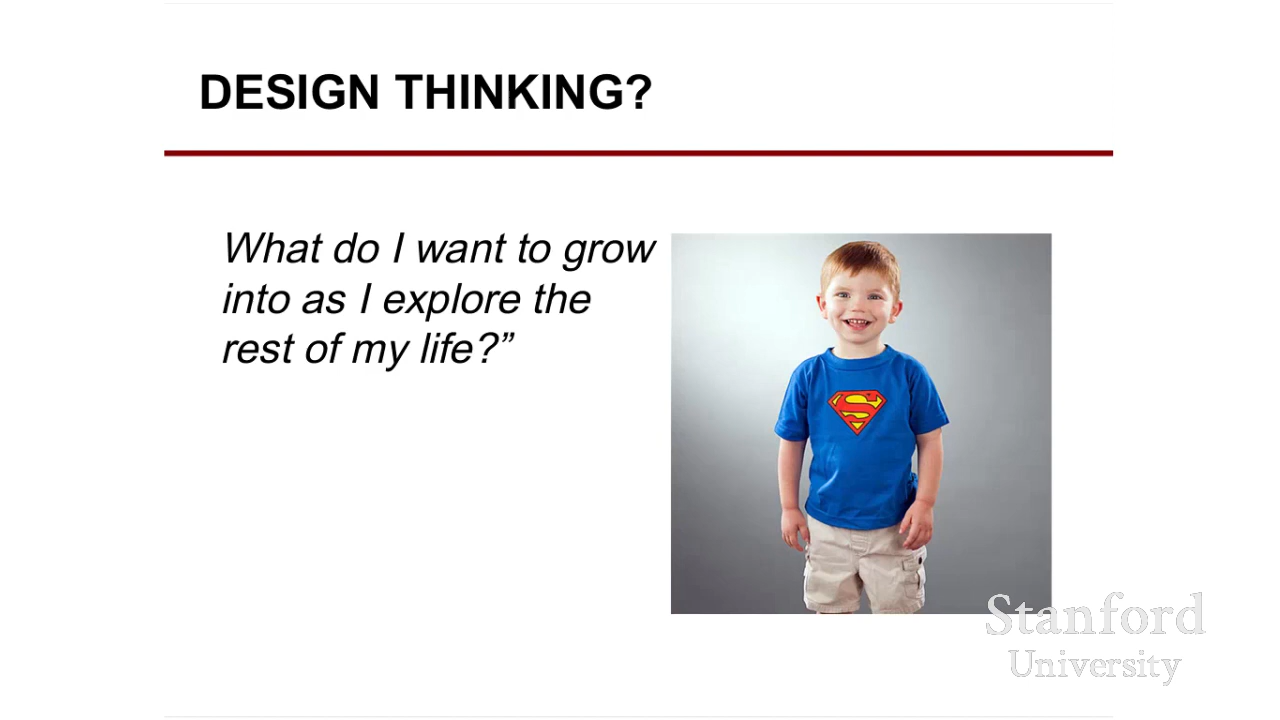 DESIGN THINKING?
What do I want to grow
into as I explore the
rest of my life?”
S
Stanford
University